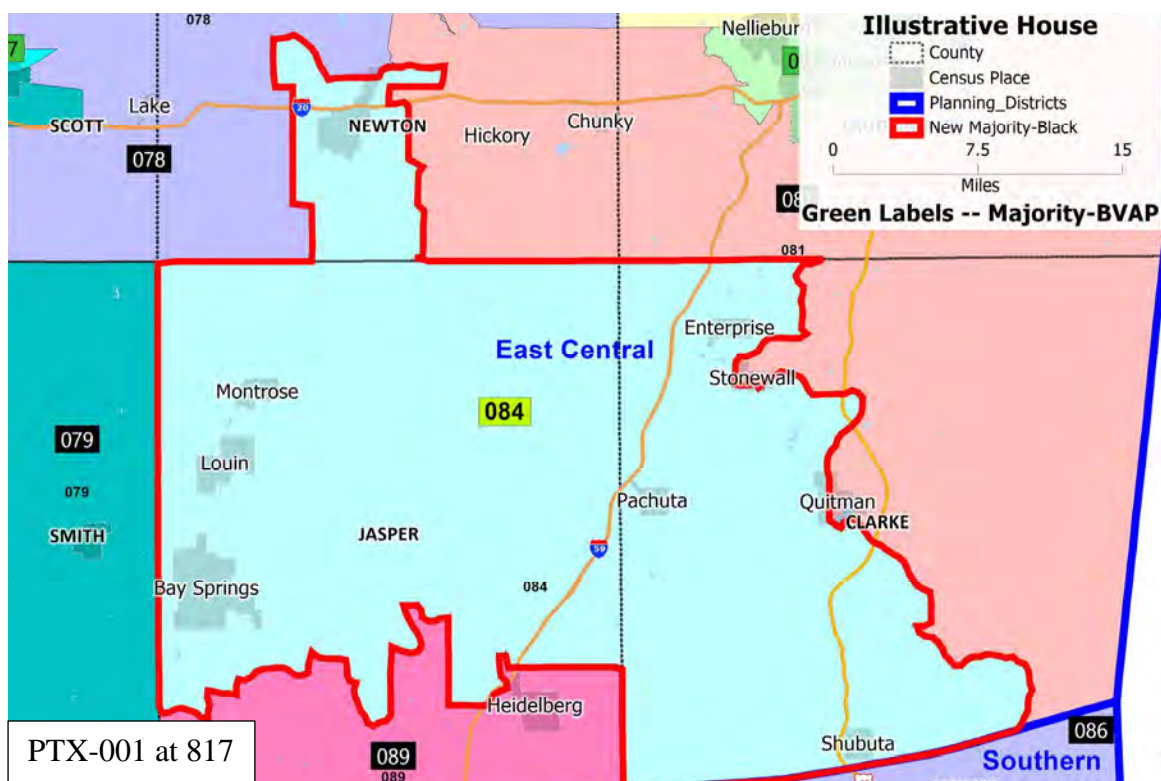 078
Nellieburg
Illustrative House
County
Census Place
Planning_Districts
New Majority-Black
0 7.5 15
Miles
Green Labels -- Majority-BVAP
7
Lake
20
SCOTT
NEWTON
Hickory
Chunky
078
081
Enterprise
East Central
Stonewall
Montrose
084
079
Louin
079
Pachuta
Quitman
CLARKE
SMITH
JASPER
59
084
Bay Springs
Heidelberg
PTX-001 at 817
089
089
Shubuta
086
Southern